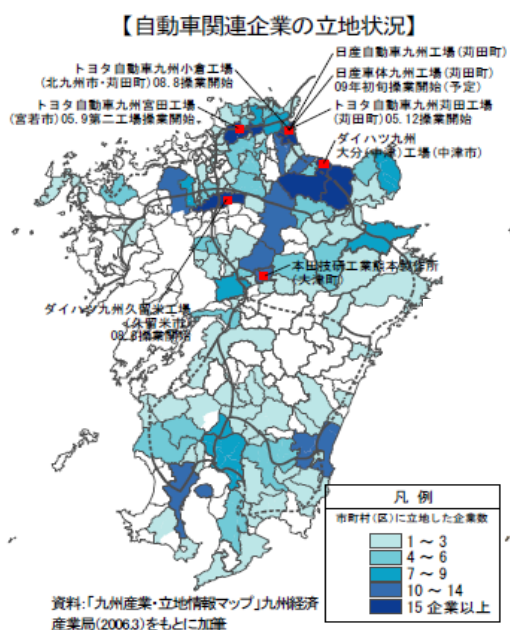 【自動車関連企業の立地状況】
トヨタ自動車九州小倉工場
(北九州市・苅田町)08.8操業開始
トヨタ自動車九州宮田工場
(宮若市)05.9第二工場操業開始.
日産自動車九州工場(苅田町)
日産車体九州工場(苅田町)
09年初旬操業開始(予定)
トヨタ自動車九州苅田工場
(苅田町)05.12操業開始
ダイハツ九州
大分(中津)工場(中津市)
本田技研工業熊本製作所
(大津町)
ダイハツ九州久留米工場
(久留米市)
08.8操業開始
凡 例
市町村(区)に立地した企業数
1～3
4～6
7～9
10～14
15 企業以上
資料:「九州産業・立地情報マップ」九州経済
産業局(2006.3)をもとに加筆